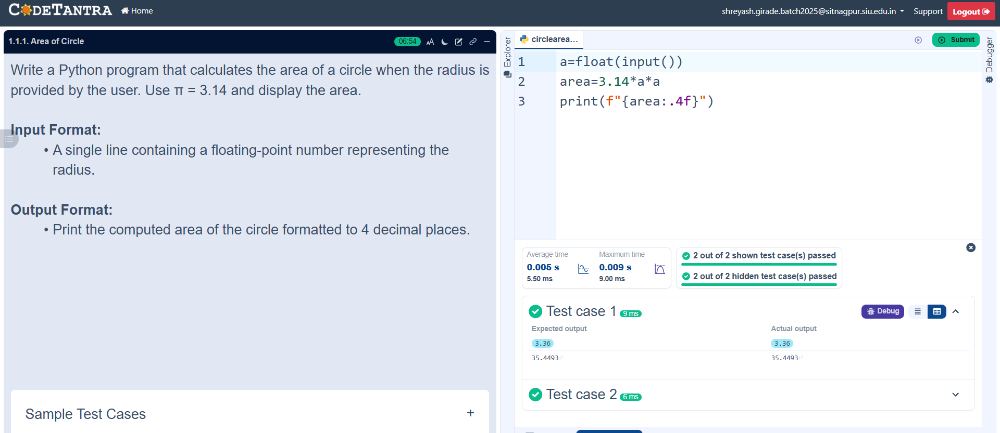 CODETANTRA
Home
shreyash.girade.batch2025@sitnagpur.siu.edu.in
Support
Logout
1.1.1. Area of Circle
06:54
AA
Write a Python program that calculates the area of a circle when the radius is
provided by the user. Use π = 3.14 and display the area.
Input Format:
• A single line containing a floating-point number representing the
radius.
Output Format:
• Print the computed area of the circle formatted to 4 decimal places.
Sample Test Cases
+
Explorer
circlearea...
Submit
Debugger
1 a=float(input())
2 area=3.14*a*a
3 print(f"{area:.4f}")
Average time
0.005 s
5.50 ms
Maximum time
0.009 s
9.00 ms
2 out of 2 shown test case(s) passed
2 out of 2 hidden test case(s) passed
Test case 1 9 ms
Debug
Expected output Actual output
3.36 3.36
35.4493 35.4493
Test case 2 6 ms